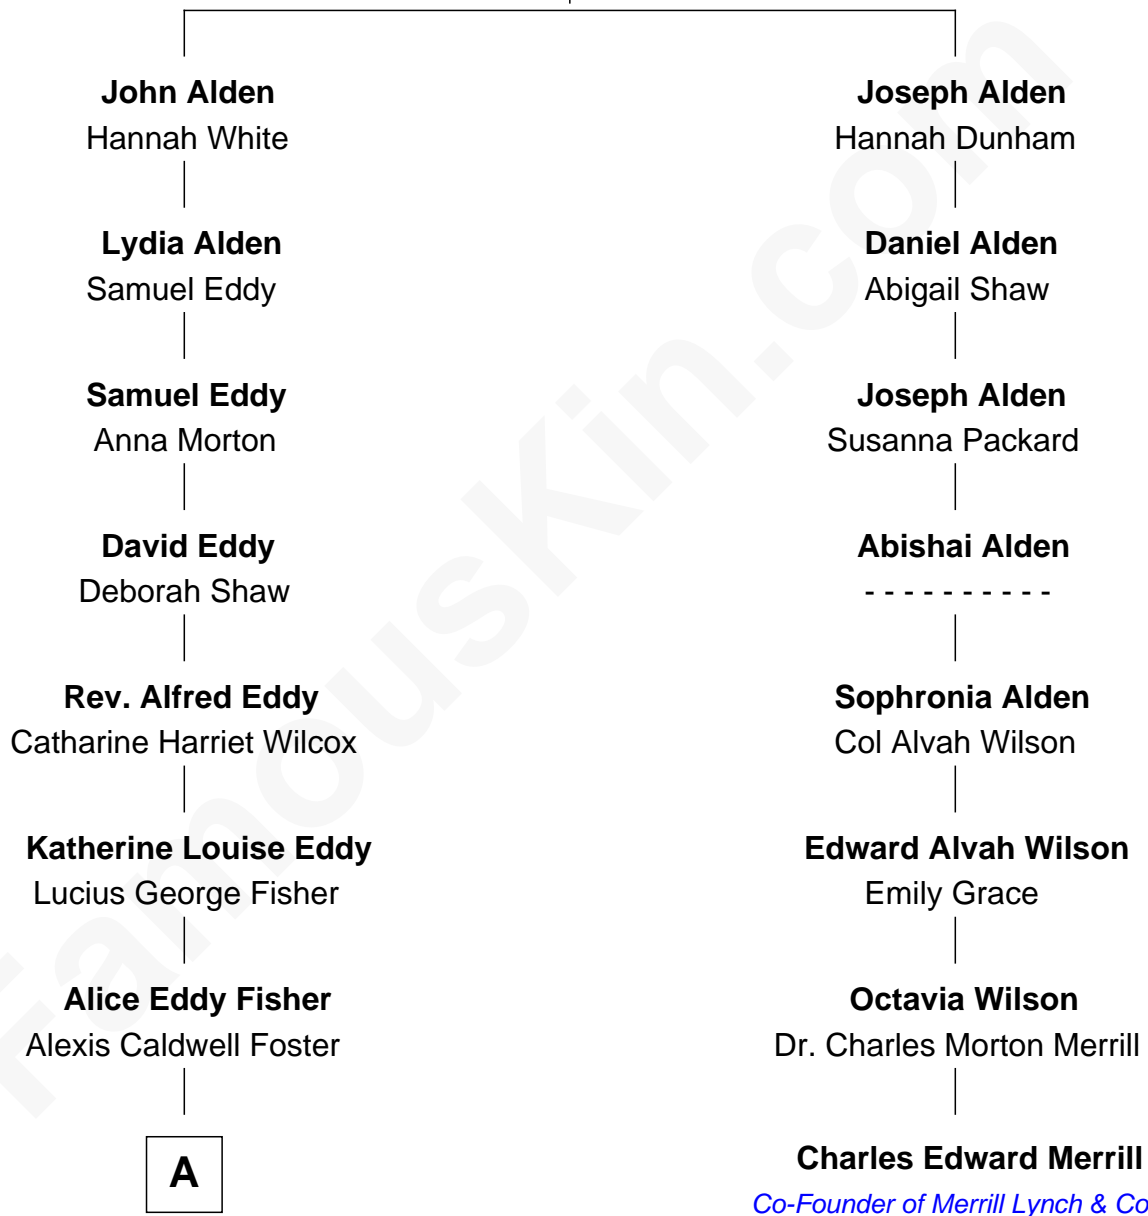 John Alden
Hannah White
Joseph Alden
Hannah Dunham
Lydia Alden
Samuel Eddy
Daniel Alden
Abigail Shaw
Samuel Eddy
Anna Morton
Joseph Alden
Susanna Packard
David Eddy
Deborah Shaw
Abishai Alden
- - - - - - - - - -
Rev. Alfred Eddy
Catharine Harriet Wilcox
Sophronia Alden
Col Alvah Wilson
Katherine Louise Eddy
Lucius George Fisher
Edward Alvah Wilson
Emily Grace
Alice Eddy Fisher
Alexis Caldwell Foster
Octavia Wilson
Dr. Charles Morton Merrill
A
Charles Edward Merrill
Co-Founder of Merrill Lynch & Co
FamousKin.com